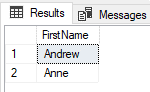 Results Messages
FirstName
1 Andrew
2 Anne